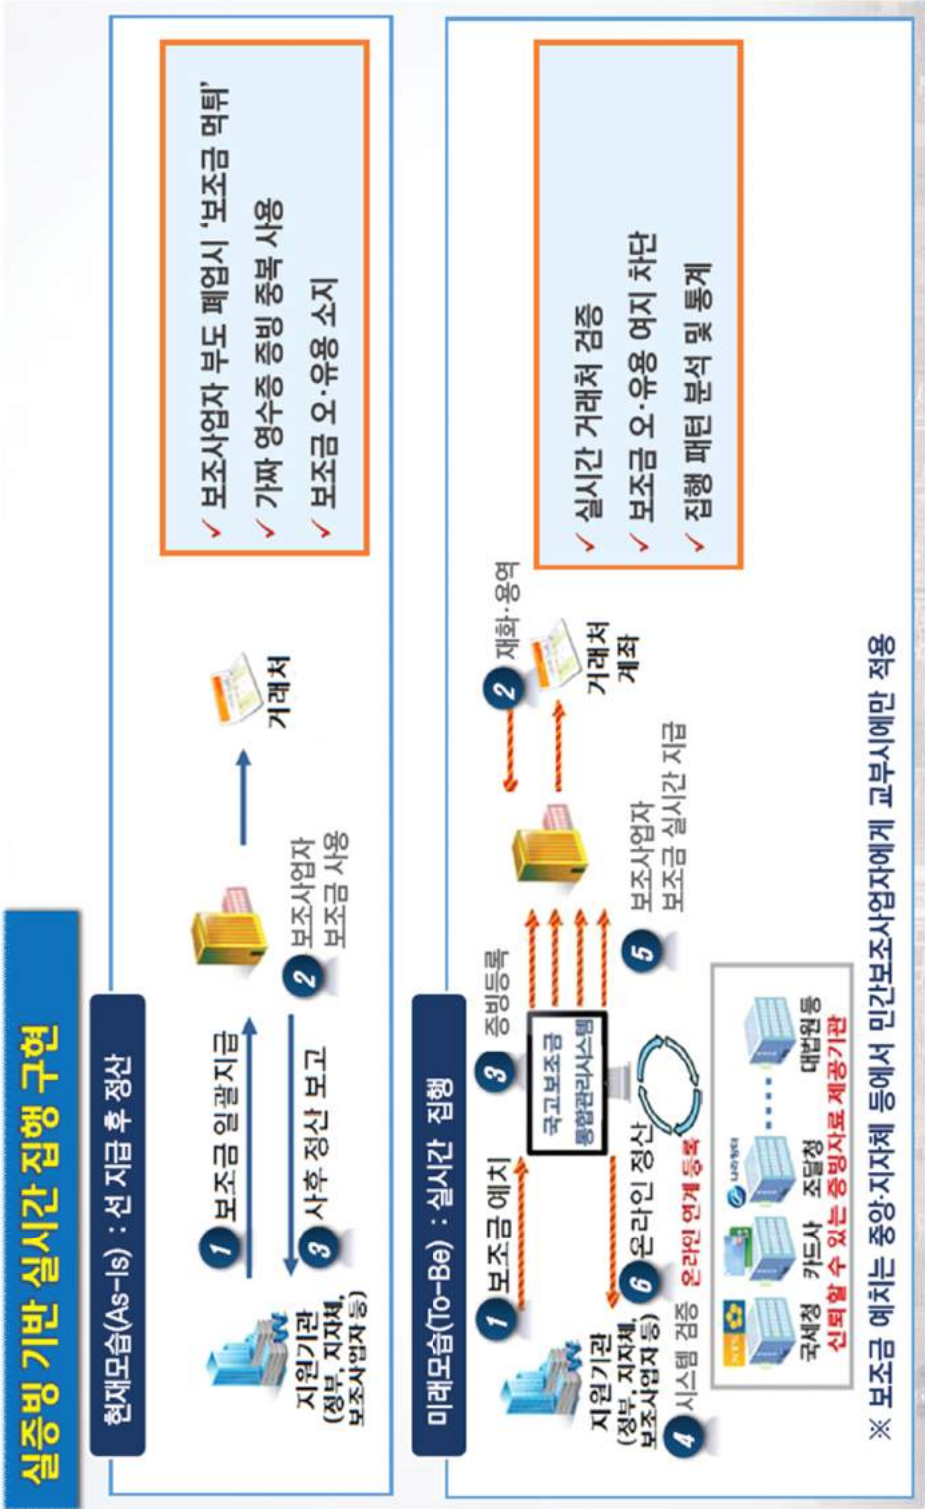 실증빙 기반 실시간 집행 구현
현재모습(As-Is) : 선 지급 후 정산
1 보조금 일괄지급
3 사후 정산 보고
지원기관
(정부, 지자체,
보조사업자 등)
2 보조사업자
보조금 사용
거래처
✓ 보조사업자 부도 폐업시 ‘보조금 먹튀’
✓ 가짜 영수증 증빙 중복 사용
✓ 보조금 오·유용 소지
미래모습(To-Be) : 실시간 집행
1 보조금 예치
지원기관
(정부, 지자체,
보조사업자 등)
3 증빙등록
국고보조금
통합관리시스템
2 재화·용역
거래처
계좌
5 보조사업자
보조금 실시간 지급
6 온라인 정산
4 시스템 검증
온라인 연계 등록
나라장터
국세청 카드사 조달청 대법원등
신뢰할 수 있는 증빙자료 제공기관
✓ 실시간 거래처 검증
✓ 보조금 오·유용 여지 차단
✓ 집행 패턴 분석 및 통계
※ 보조금 예치는 중앙·지자체 등에서 민간보조사업자에게 교부시에만 적용